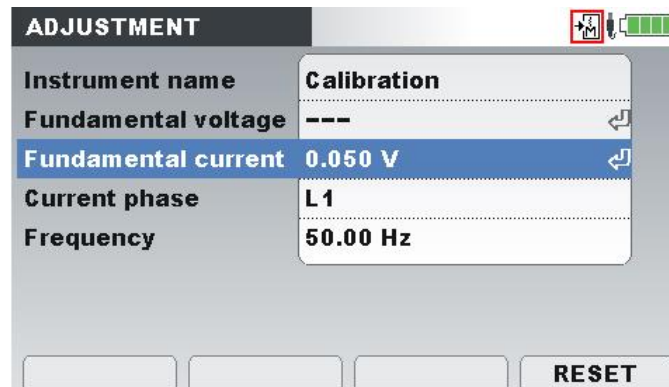 ADJUSTMENT
M
Instrument name Calibration
Fundamental voltage ---
Fundamental current 0.050 V
Current phase L1
Frequency 50.00 Hz
RESET